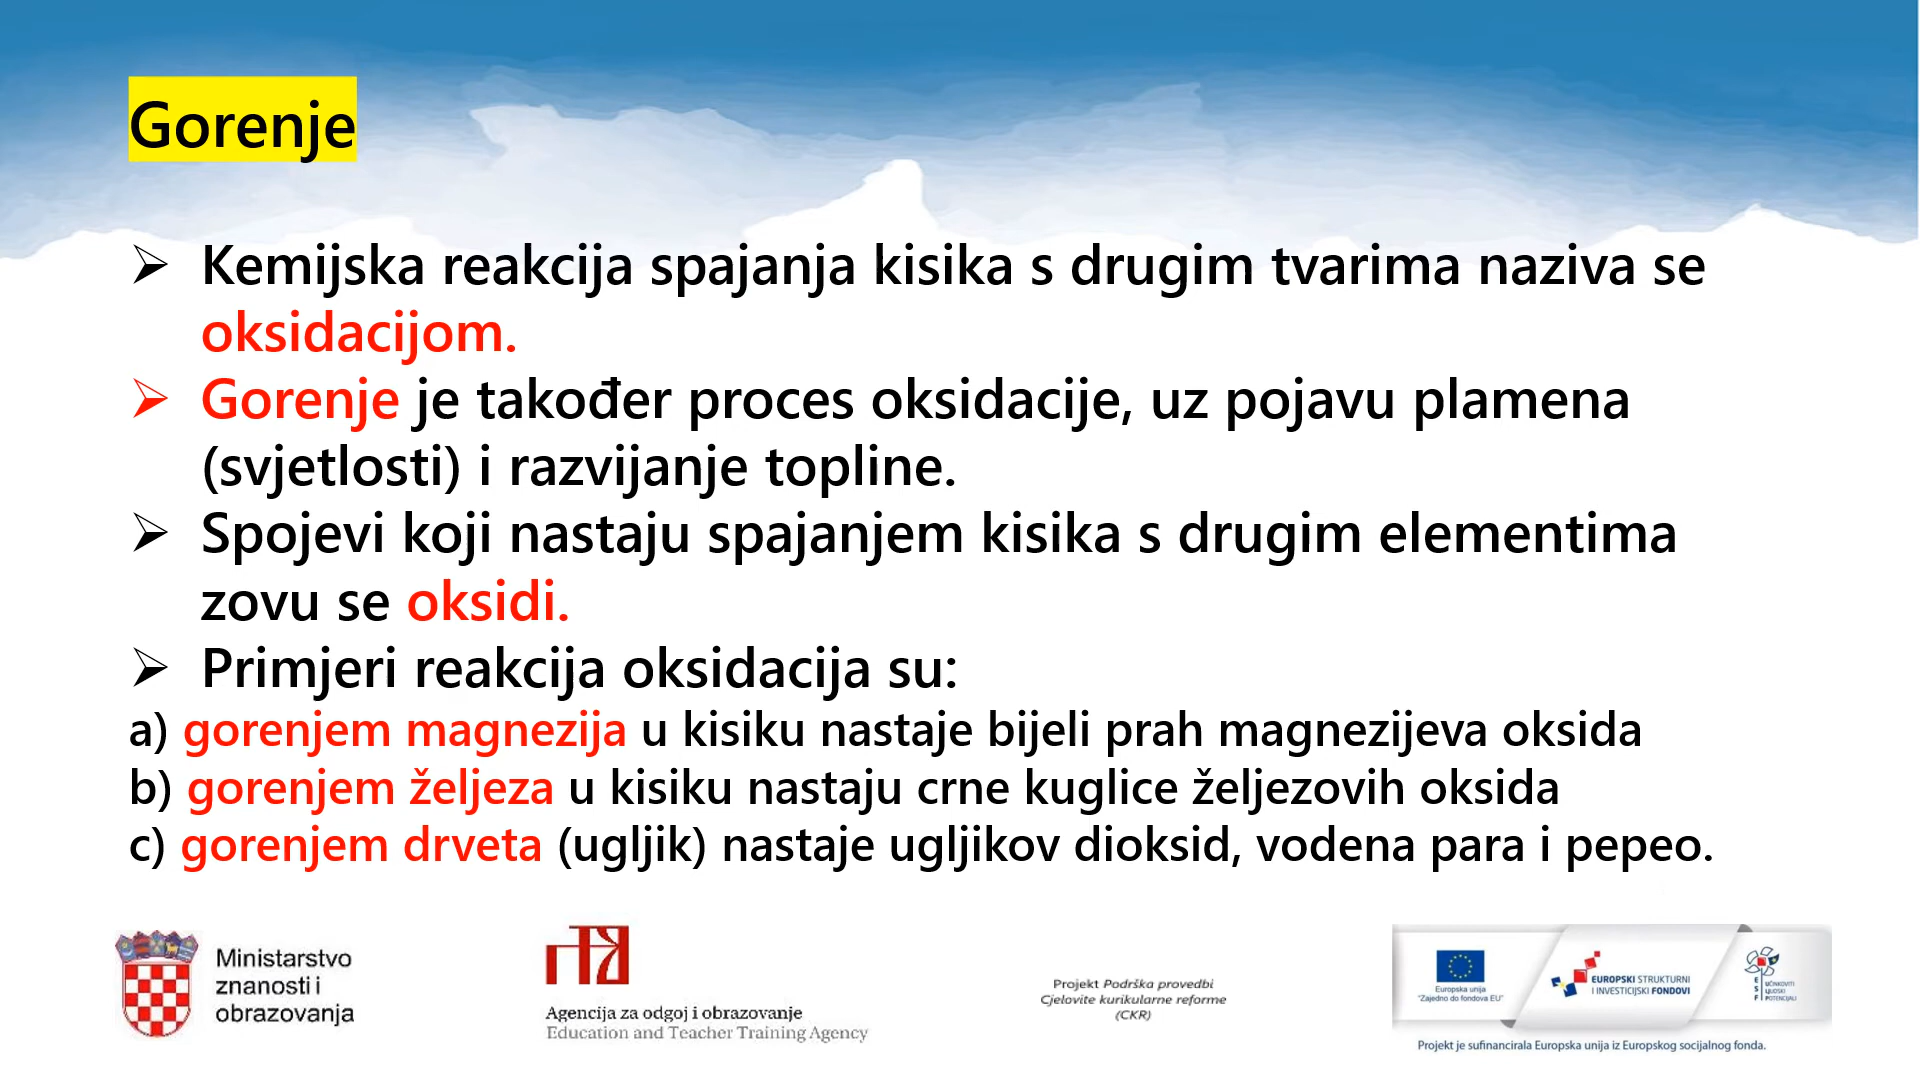 Gorenje
Kemijska reakcija spajanja kisika s drugim tvarima naziva se
oksidacijom.
Gorenje je također proces oksidacije, uz pojavu plamena
(svjetlosti) i razvijanje topline.
Spojevi koji nastaju spajanjem kisika s drugim elementima
zovu se oksidi.
Primjeri reakcija oksidacija su:
a) gorenjem magnezija u kisiku nastaje bijeli prah magnezijeva oksida
b) gorenjem željeza u kisiku nastaju crne kuglice željezovih oksida
c) gorenjem drveta (ugljik) nastaje ugljikov dioksid, vodena para i pepeo.
Ministarstvo
znanosti i
obrazovanja
Agencija za odgoj i obrazovanje
Education and Teacher Training Agency
Projekt Podrška provedbi
Cjelovite kurikularne reforme
(CKR)
Europska unija
"Zajedno do fondova EU"
EUROPSKI STRUKTURNI
I INVESTICIJSKI FONDOVI
ESF
UČINKOVITI
LJUDSKI
POTENCIJALI
Projekt je sufinancirala Europska unija iz Europskog socijalnog fonda.